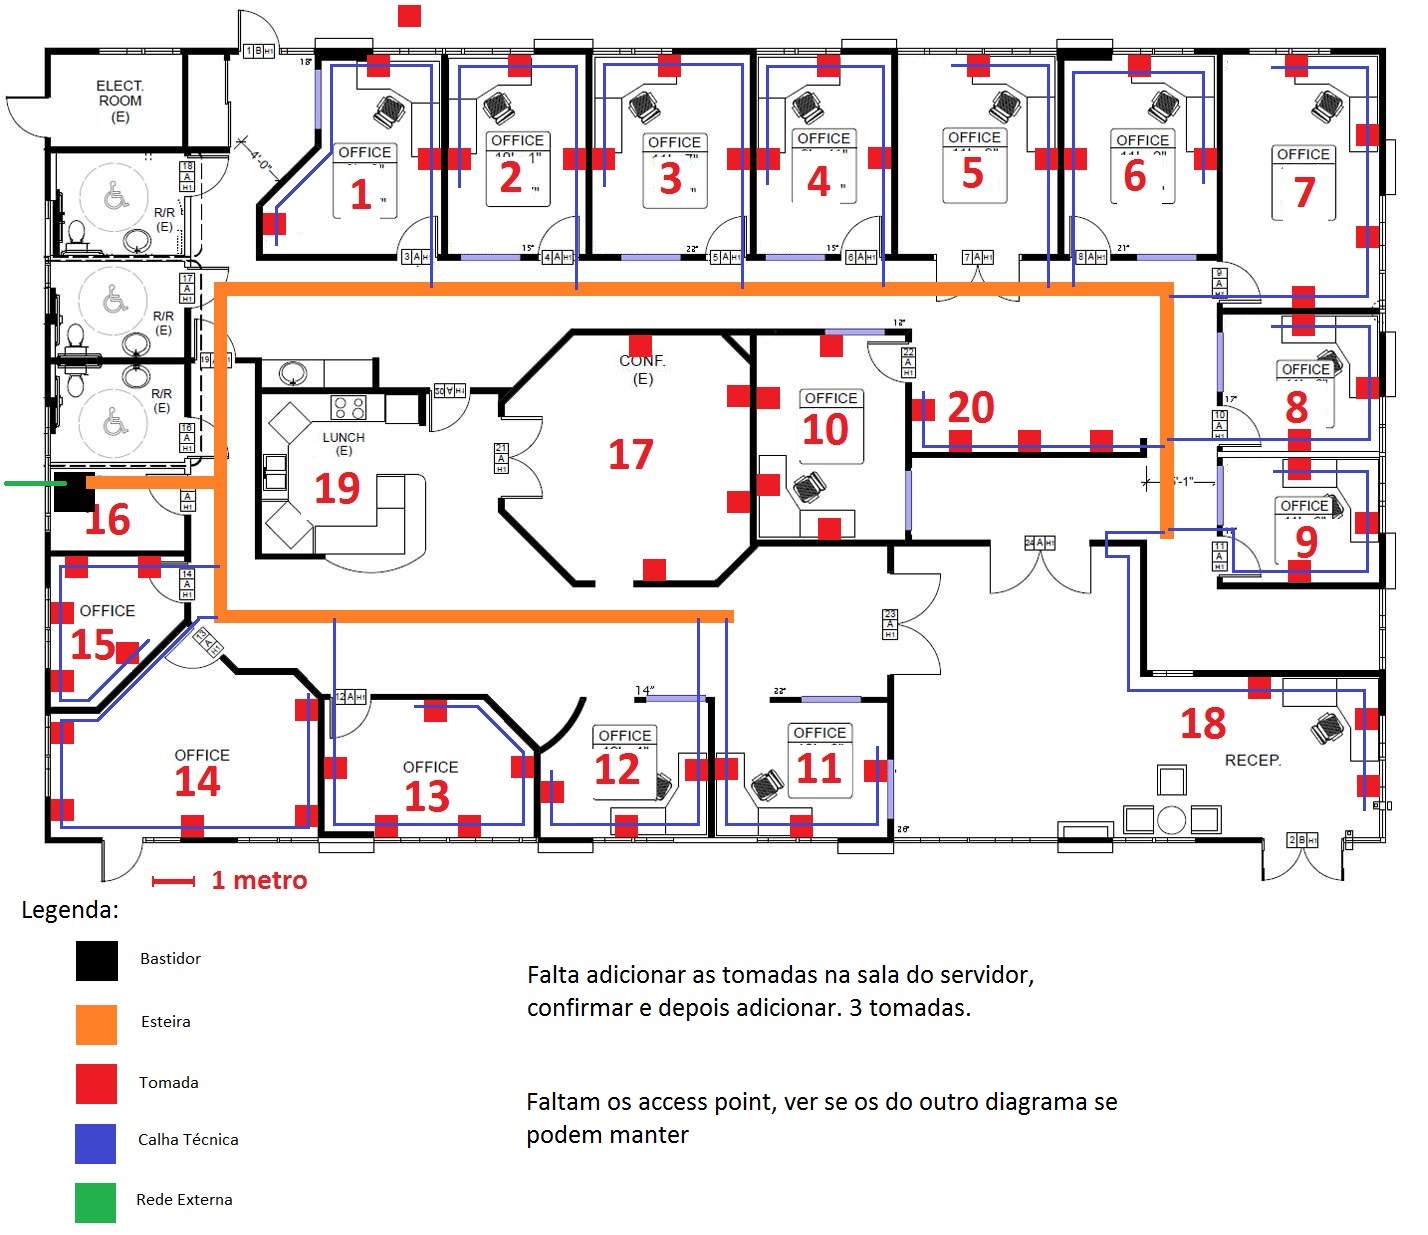 1 B H1
18"
ELECT.
ROOM
(E)
4'-0"
18
A
H1
R/R
(E)
17
A
H1
R/R
(E)
19
R/R
(E)
16
A
H1
OFFICE
1
3 A H1
OFFICE
2
15"
4 A H1
OFFICE
3
22"
5 A H1
OFFICE
4
15"
6 A H1
OFFICE
5
7 A H1
OFFICE
6
8 A H1
21"
OFFICE
7
9
A
H1
OFFICE
8
17"
10
A
H1
OFFICE
9
11
A
H1
CONF.
(E)
17
21
A
H1
OFFICE
10
18"
22
A
H1
20
LUNCH
(E)
19
20 A H1
16
A
H1
14
A
H1
OFFICE
15
13
A
H1
OFFICE
14
12 A H1
OFFICE
13
14"
OFFICE
12
22"
OFFICE
11
26"
23
A
H1
24 A H1
18
RECEP.
2 B H1
1 metro
Legenda:
Bastidor
Esteira
Tomada
Calha Técnica
Rede Externa
Falta adicionar as tomadas na sala do servidor,
confirmar e depois adicionar. 3 tomadas.
Faltam os access point, ver se os do outro diagrama se
podem manter